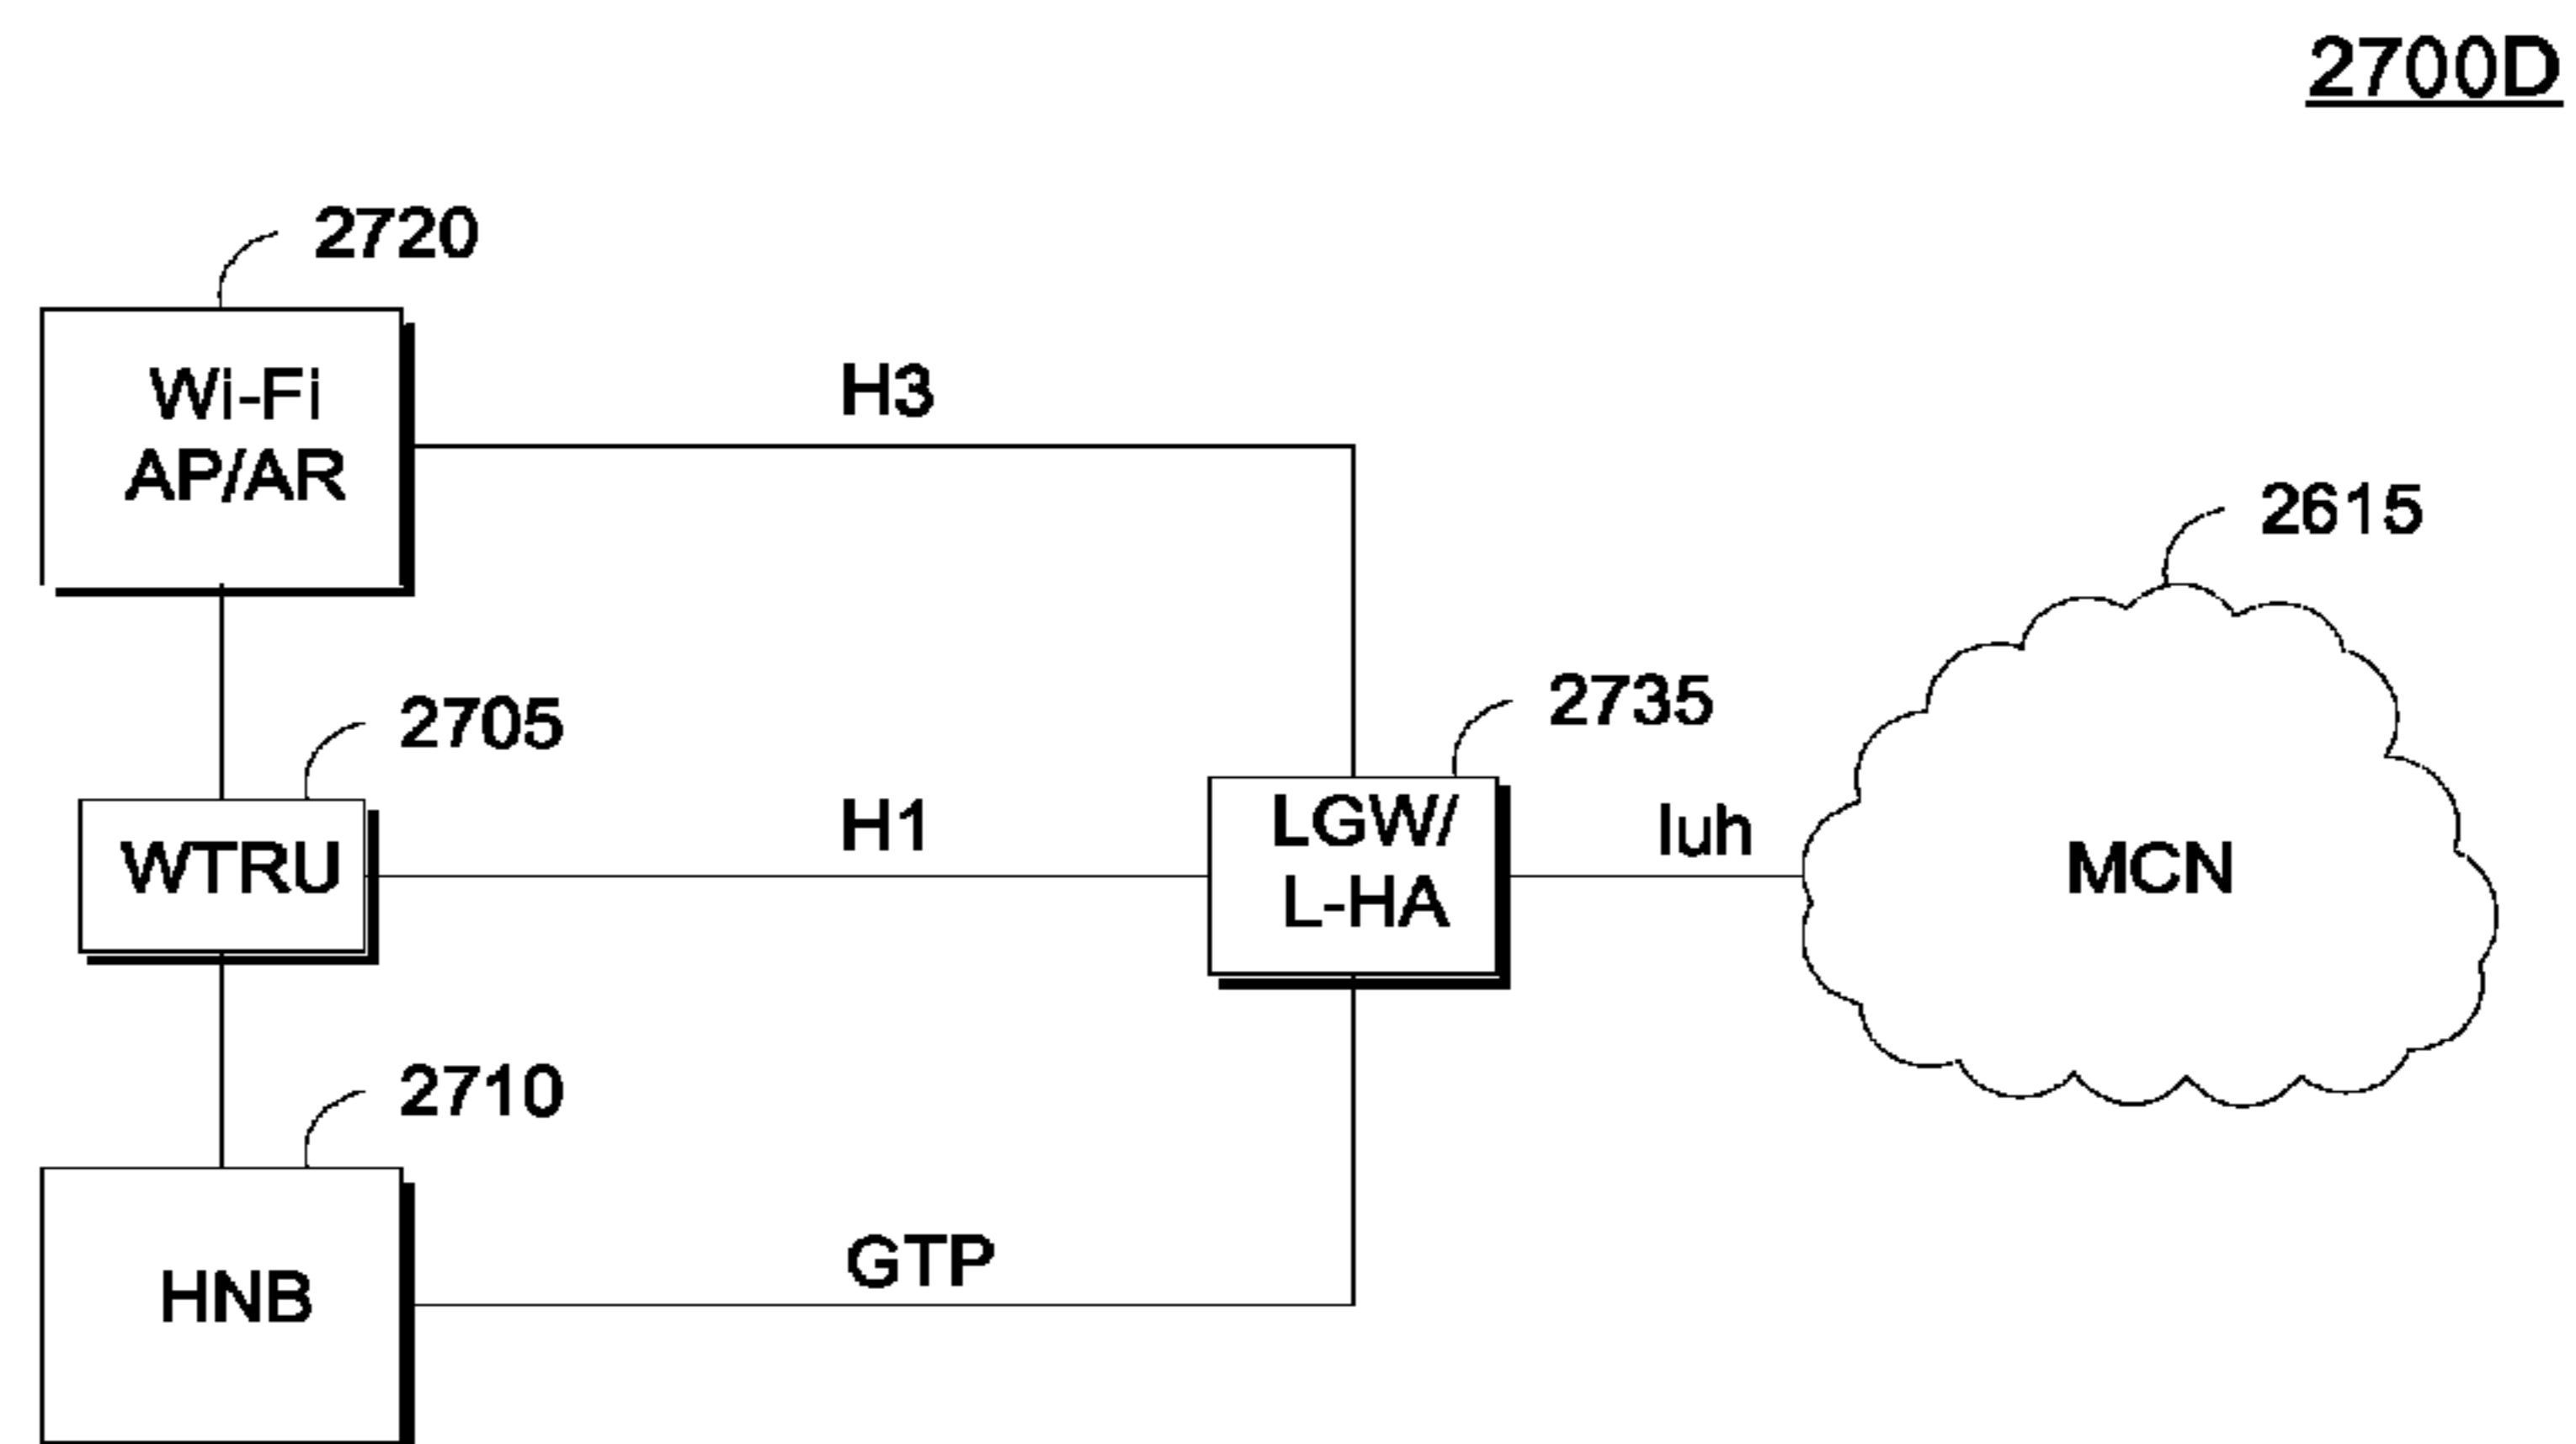 2700D
2720
Wi-Fi
AP/AR
H3
2615
2705
2735
WTRU
H1
LGW/
L-HA
Iuh
MCN
2710
HNB
GTP